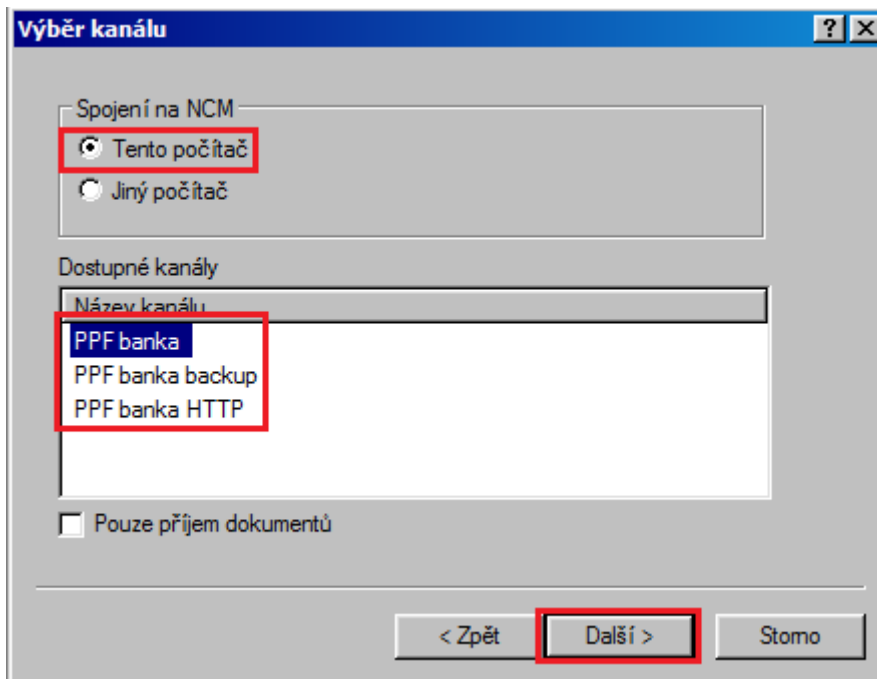 Výběr kanálu
Spojení na NCM
Tento počítač
Jiný počítač
Dostupné kanály
Název kanálu
PPF banka
PPF banka backup
PPF banka HTTP
Pouze příjem dokumentů
< Zpět Další > Storno